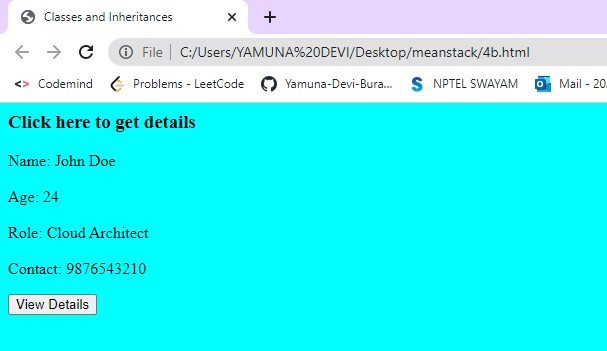 Classes and Inheritances
File C:/Users/YAMUNA%20DEVI/Desktop/meanstack/4b.html
Codemind Problems - LeetCode Yamuna-Devi-Bura... NPTEL SWAYAM Mail - 20
Click here to get details
Name: John Doe
Age: 24
Role: Cloud Architect
Contact: 9876543210
View Details